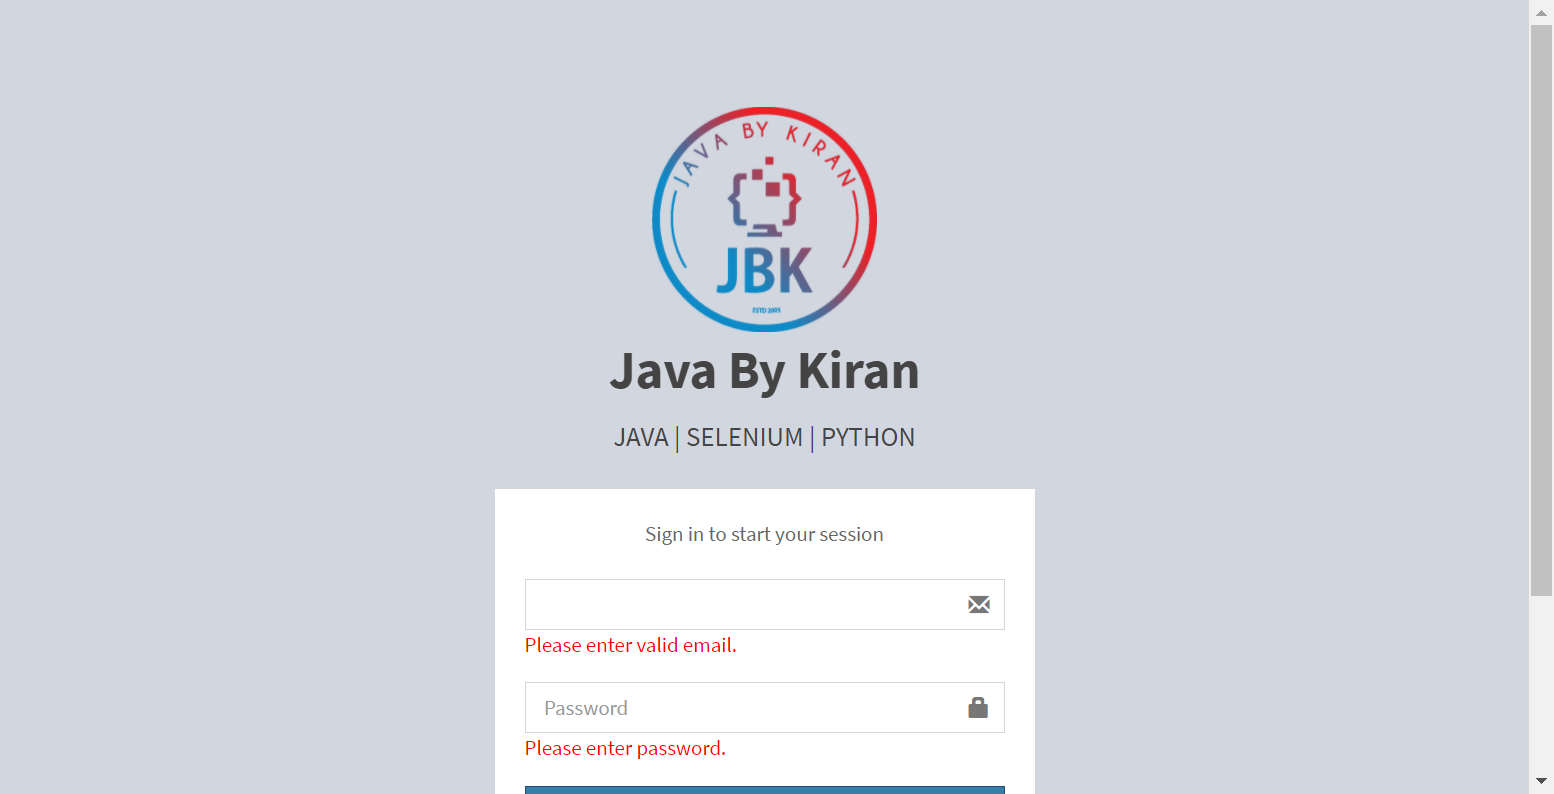 JAVA BY KIRAN
JBK
ESTD 2005
Java By Kiran
JAVA | SELENIUM | PYTHON
Sign in to start your session
Please enter valid email.
Password
Please enter password.